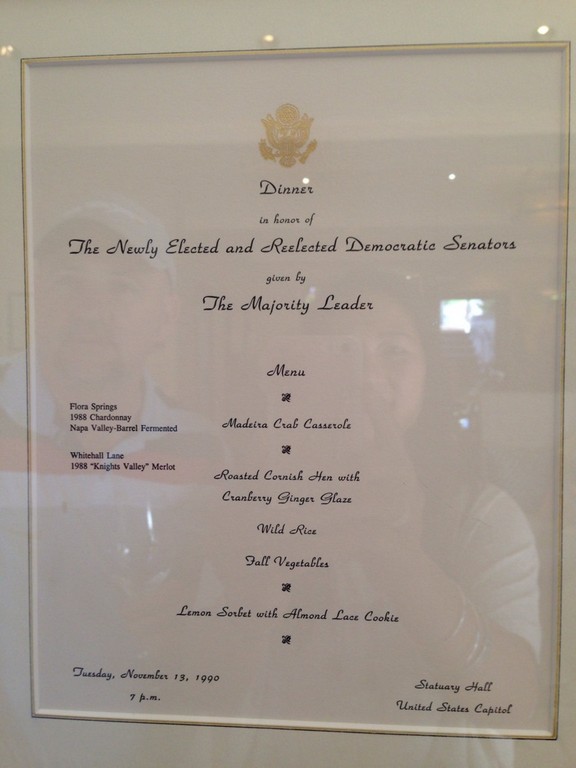 Dinner
in honor of
The Newly Elected and Reelected Democratic Senators
given by
The Majority Leader
Menu
Flora Springs
1988 Chardonnay
Napa Valley-Barrel Fermented
Madeira Crab Casserole
Whitehall Lane
1988 "Knights Valley" Merlot
Roasted Cornish Hen with
Cranberry Ginger Glaze
Wild Rice
Fall Vegetables
Lemon Sorbet with Almond Lace Cookie
Tuesday, November 13, 1990
7 p.m.
Statuary Hall
United States Capitol